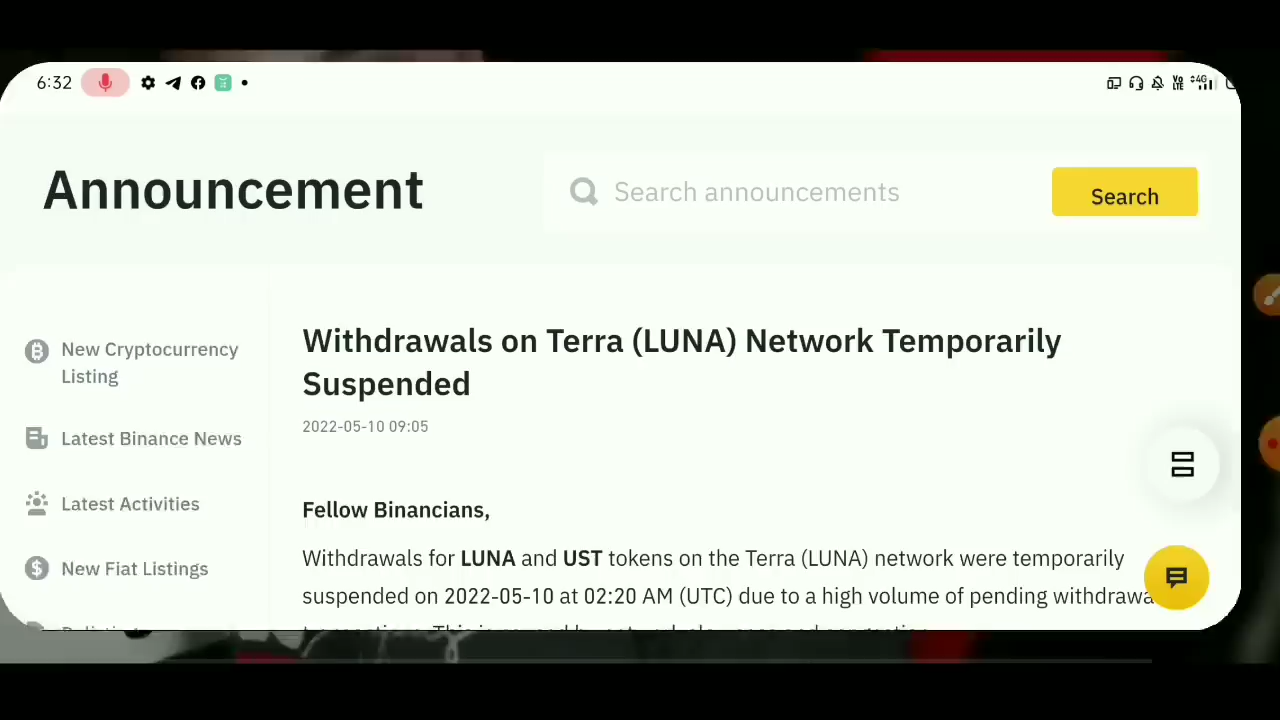 6:32
VO
LTE
4G
Announcement
Search announcements
Search
New Cryptocurrency
Listing
Latest Binance News
Latest Activities
New Fiat Listings
Withdrawals on Terra (LUNA) Network Temporarily
Suspended
2022-05-10 09:05
Fellow Binancians,
Withdrawals for LUNA and UST tokens on the Terra (LUNA) network were temporarily
suspended on 2022-05-10 at 02:20 AM (UTC) due to a high volume of pending